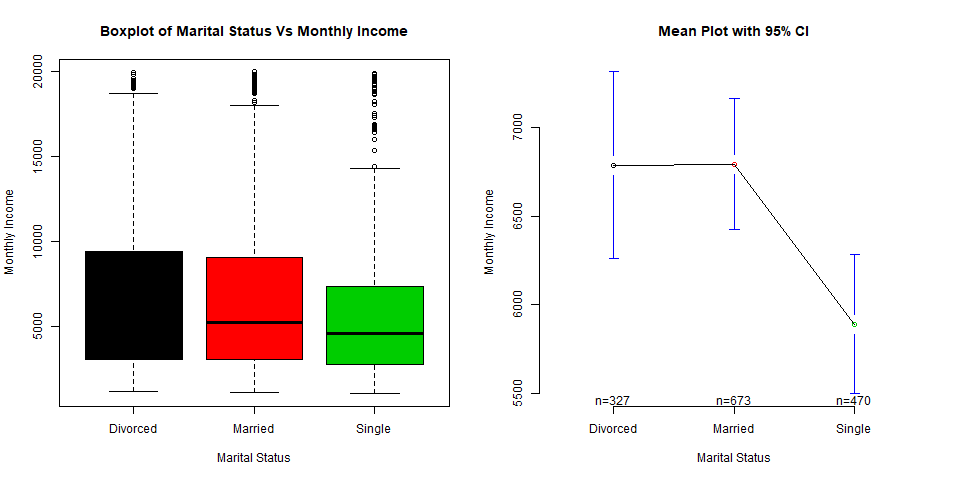 Boxplot of Marital Status Vs Monthly Income
Monthly Income
20000
15000
10000
5000
Divorced Married Single
Marital Status
Mean Plot with 95% CI
Monthly Income
7000
6500
6000
5500
n=327 n=673 n=470
Divorced Married Single
Marital Status